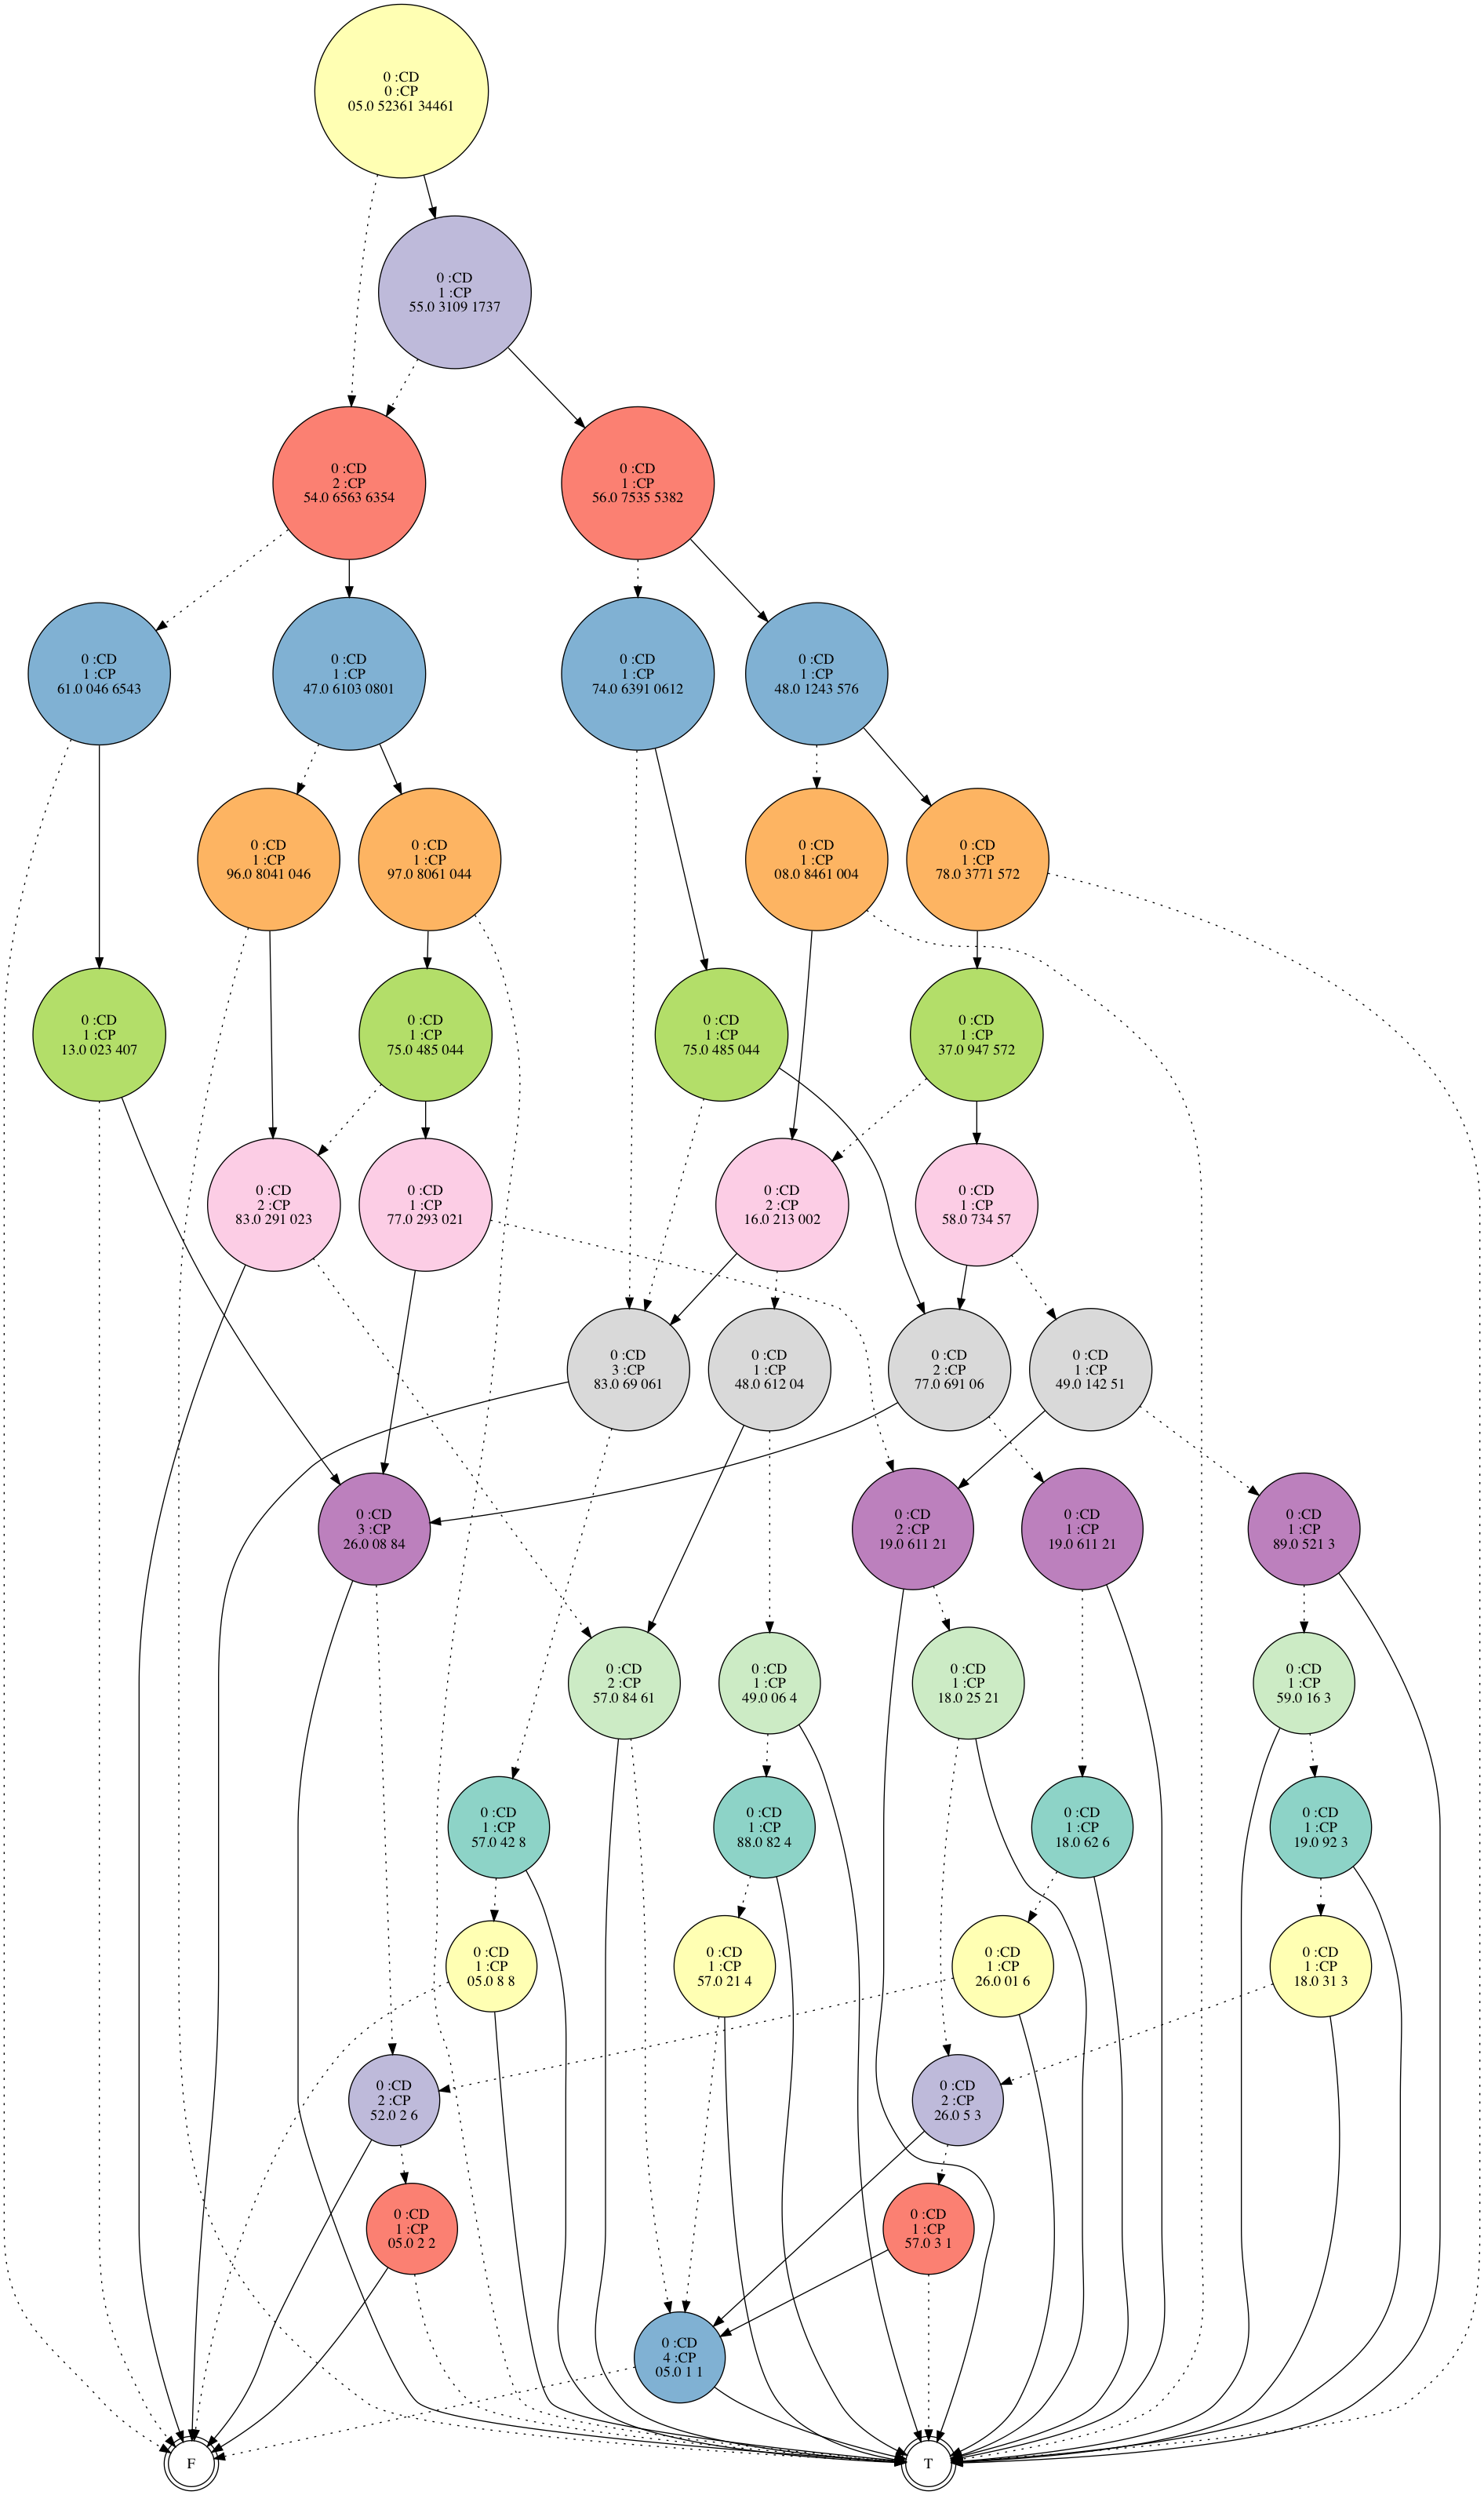 0 :CD
0 :CP
05.0 52361 34461
0 :CD
1 :CP
55.0 3109 1737
0 :CD
2 :CP
54.0 6563 6354
0 :CD
1 :CP
56.0 7535 5382
0 :CD
1 :CP
61.0 046 6543
0 :CD
1 :CP
47.0 6103 0801
0 :CD
1 :CP
74.0 6391 0612
0 :CD
1 :CP
48.0 1243 576
0 :CD
1 :CP
96.0 8041 046
0 :CD
1 :CP
97.0 8061 044
0 :CD
1 :CP
08.0 8461 004
0 :CD
1 :CP
78.0 3771 572
0 :CD
1 :CP
13.0 023 407
0 :CD
1 :CP
75.0 485 044
0 :CD
1 :CP
75.0 485 044
0 :CD
1 :CP
37.0 947 572
0 :CD
2 :CP
83.0 291 023
0 :CD
1 :CP
77.0 293 021
0 :CD
2 :CP
16.0 213 002
0 :CD
1 :CP
58.0 734 57
0 :CD
3 :CP
83.0 69 061
0 :CD
1 :CP
48.0 612 04
0 :CD
2 :CP
77.0 691 06
0 :CD
1 :CP
49.0 142 51
0 :CD
3 :CP
26.0 08 84
0 :CD
2 :CP
19.0 611 21
0 :CD
1 :CP
19.0 611 21
0 :CD
1 :CP
89.0 521 3
0 :CD
2 :CP
57.0 84 61
0 :CD
1 :CP
49.0 06 4
0 :CD
1 :CP
18.0 25 21
0 :CD
1 :CP
59.0 16 3
0 :CD
1 :CP
57.0 42 8
0 :CD
1 :CP
88.0 82 4
0 :CD
1 :CP
18.0 62 6
0 :CD
1 :CP
19.0 92 3
0 :CD
1 :CP
05.0 8 8
0 :CD
1 :CP
57.0 21 4
0 :CD
1 :CP
26.0 01 6
0 :CD
1 :CP
18.0 31 3
0 :CD
2 :CP
52.0 2 6
0 :CD
2 :CP
26.0 5 3
0 :CD
1 :CP
05.0 2 2
0 :CD
1 :CP
57.0 3 1
0 :CD
4 :CP
05.0 1 1
F
T